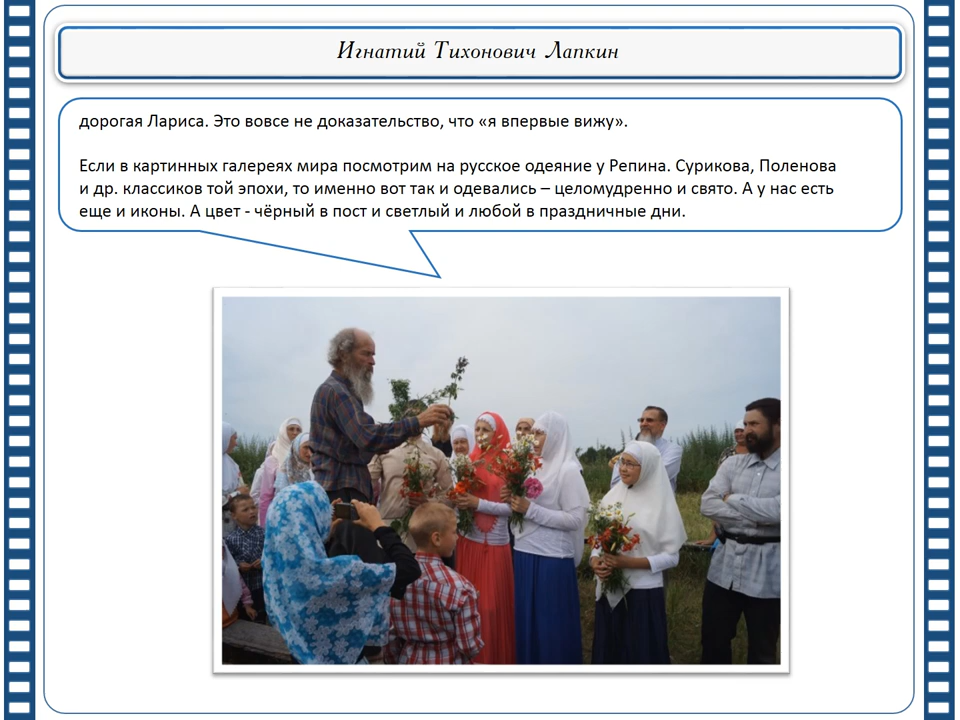 Игнатий Тихонович Лапкин
дорогая Лариса. Это вовсе не доказательство, что «я впервые вижу».
Если в картинных галереях мира посмотрим на русское одеяние у Репина. Сурикова, Поленова
и др. классиков той эпохи, то именно вот так и одевались – целомудренно и свято. А у нас есть
еще и иконы. А цвет - чёрный в пост и светлый и любой в праздничные дни.